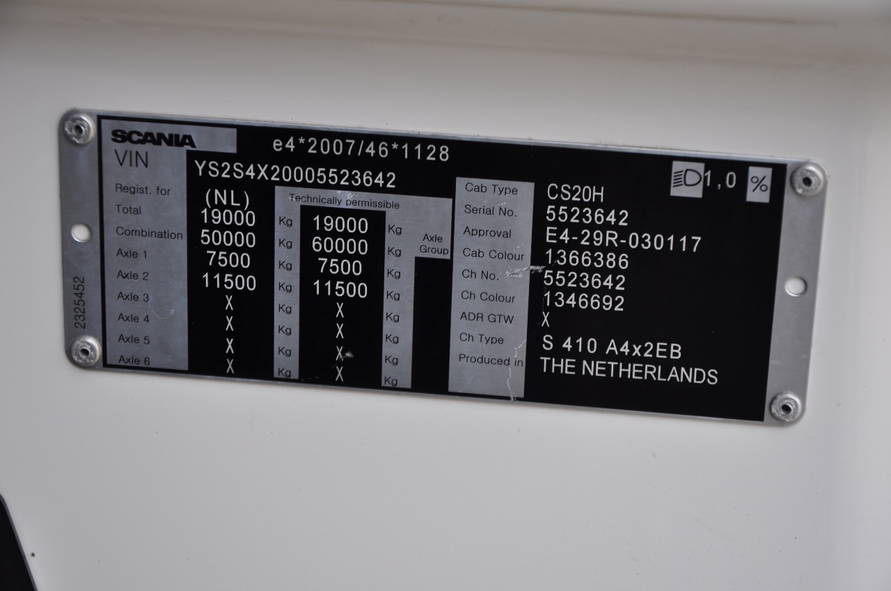 SCANIA e4*2007/46*1128
VIN YS2S4X20005523642
1,0 %
Regist. for (NL) Technically permissible
Total 19000 Kg 19000 Kg
Combination 50000 Kg 60000 Kg Axle Group
Axle 1 7500 Kg 7500 Kg
Axle 2 11500 Kg 11500 Kg
Axle 3 X Kg X Kg
Axle 4 X Kg X Kg
Axle 5 X Kg X Kg
Axle 6 X Kg X Kg
Cab Type CS20H
Serial No. 5523642
Approval E4-29R-030117
Cab Colour 1366386
Ch No. 5523642
Ch Colour 1346692
ADR GTW X
Ch Type S 410 A4x2EB
Produced in THE NETHERLANDS
2325452